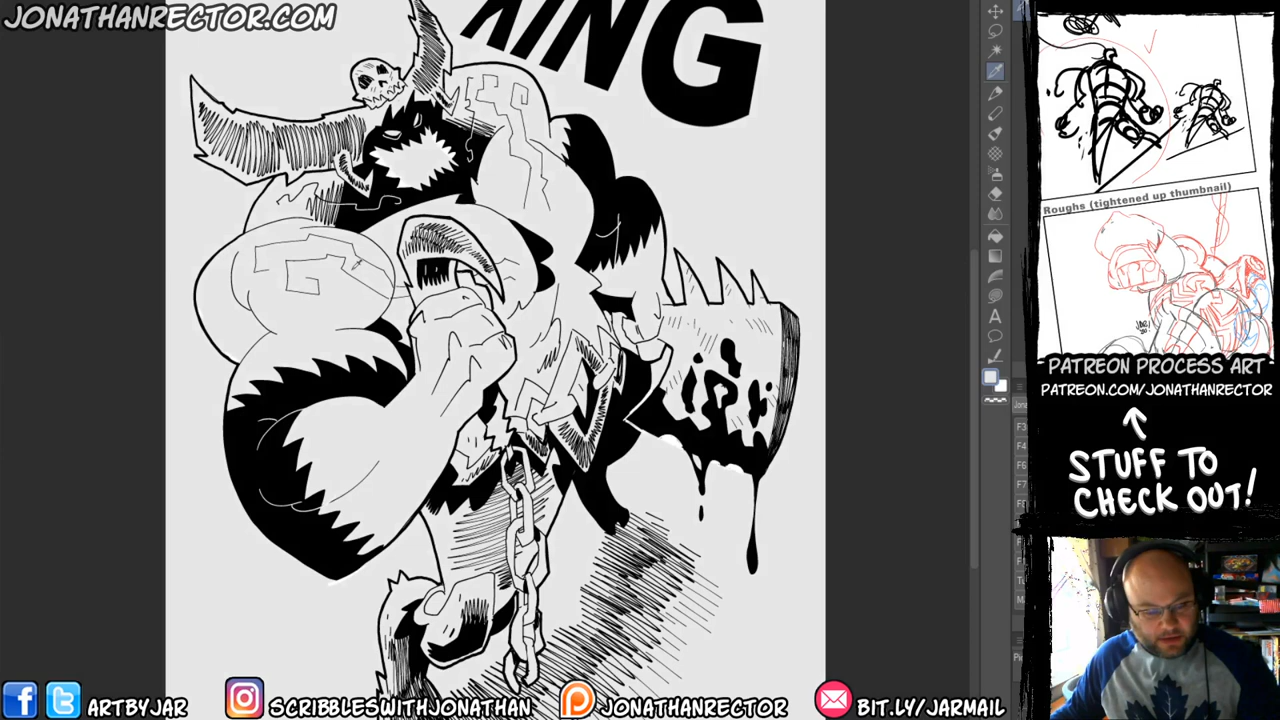 JONATHANRECTOR.COM
KING
Roughs (tightened up thumbnail)
PATREON PROCESS ART
PATREON.COM/JONATHANRECTOR
STUFF TO
CHECK OUT!
ARTBYJAR
SCRIBBLESWITHJONATHAN
JONATHANRECTOR
BIT.LY/JARMAIL